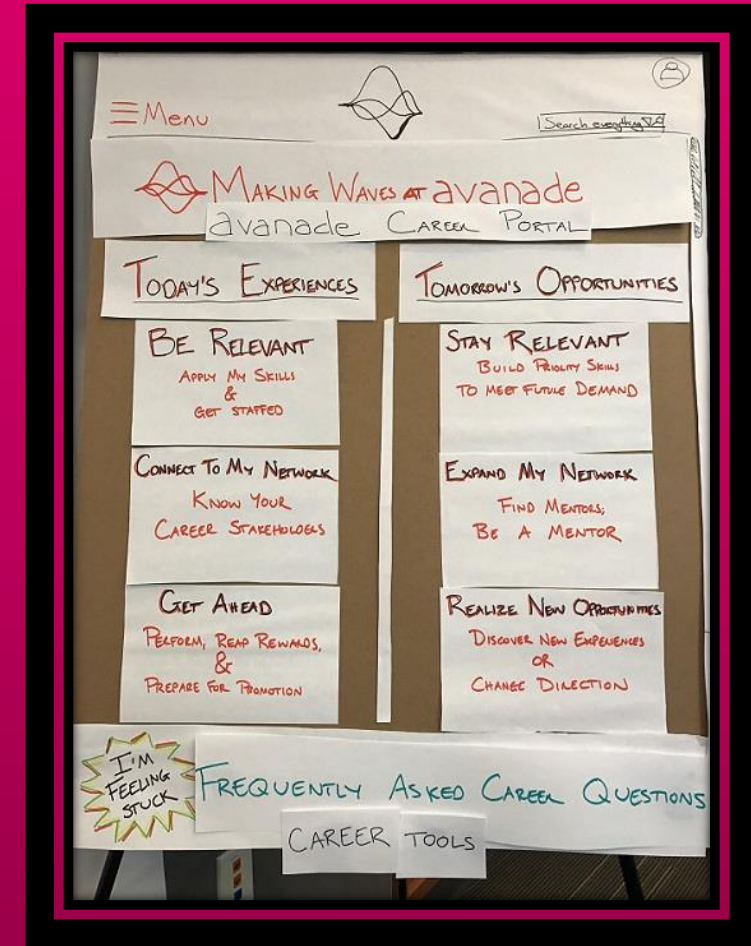 ☰ Menu
Search everything
MAKING WAVES AT avanade
avanade CAREER PORTAL
TODAY'S EXPERIENCES
BE RELEVANT
APPLY MY SKILLS
&
GET STAFFED
CONNECT TO MY NETWORK
KNOW YOUR
CAREER STAKEHOLDERS
GET AHEAD
PERFORM, REAP REWARDS,
&
PREPARE FOR PROMOTION
TOMORROW'S OPPORTUNITIES
STAY RELEVANT
BUILD PRIORITY SKILLS
TO MEET FUTURE DEMAND
EXPAND MY NETWORK
FIND MENTORS;
BE A MENTOR
REALIZE NEW OPPORTUNITIES
DISCOVER NEW EXPERIENCES
OR
CHANGE DIRECTION
I'M
FEELING
STUCK
FREQUENTLY ASKED CAREER QUESTIONS
CAREER TOOLS